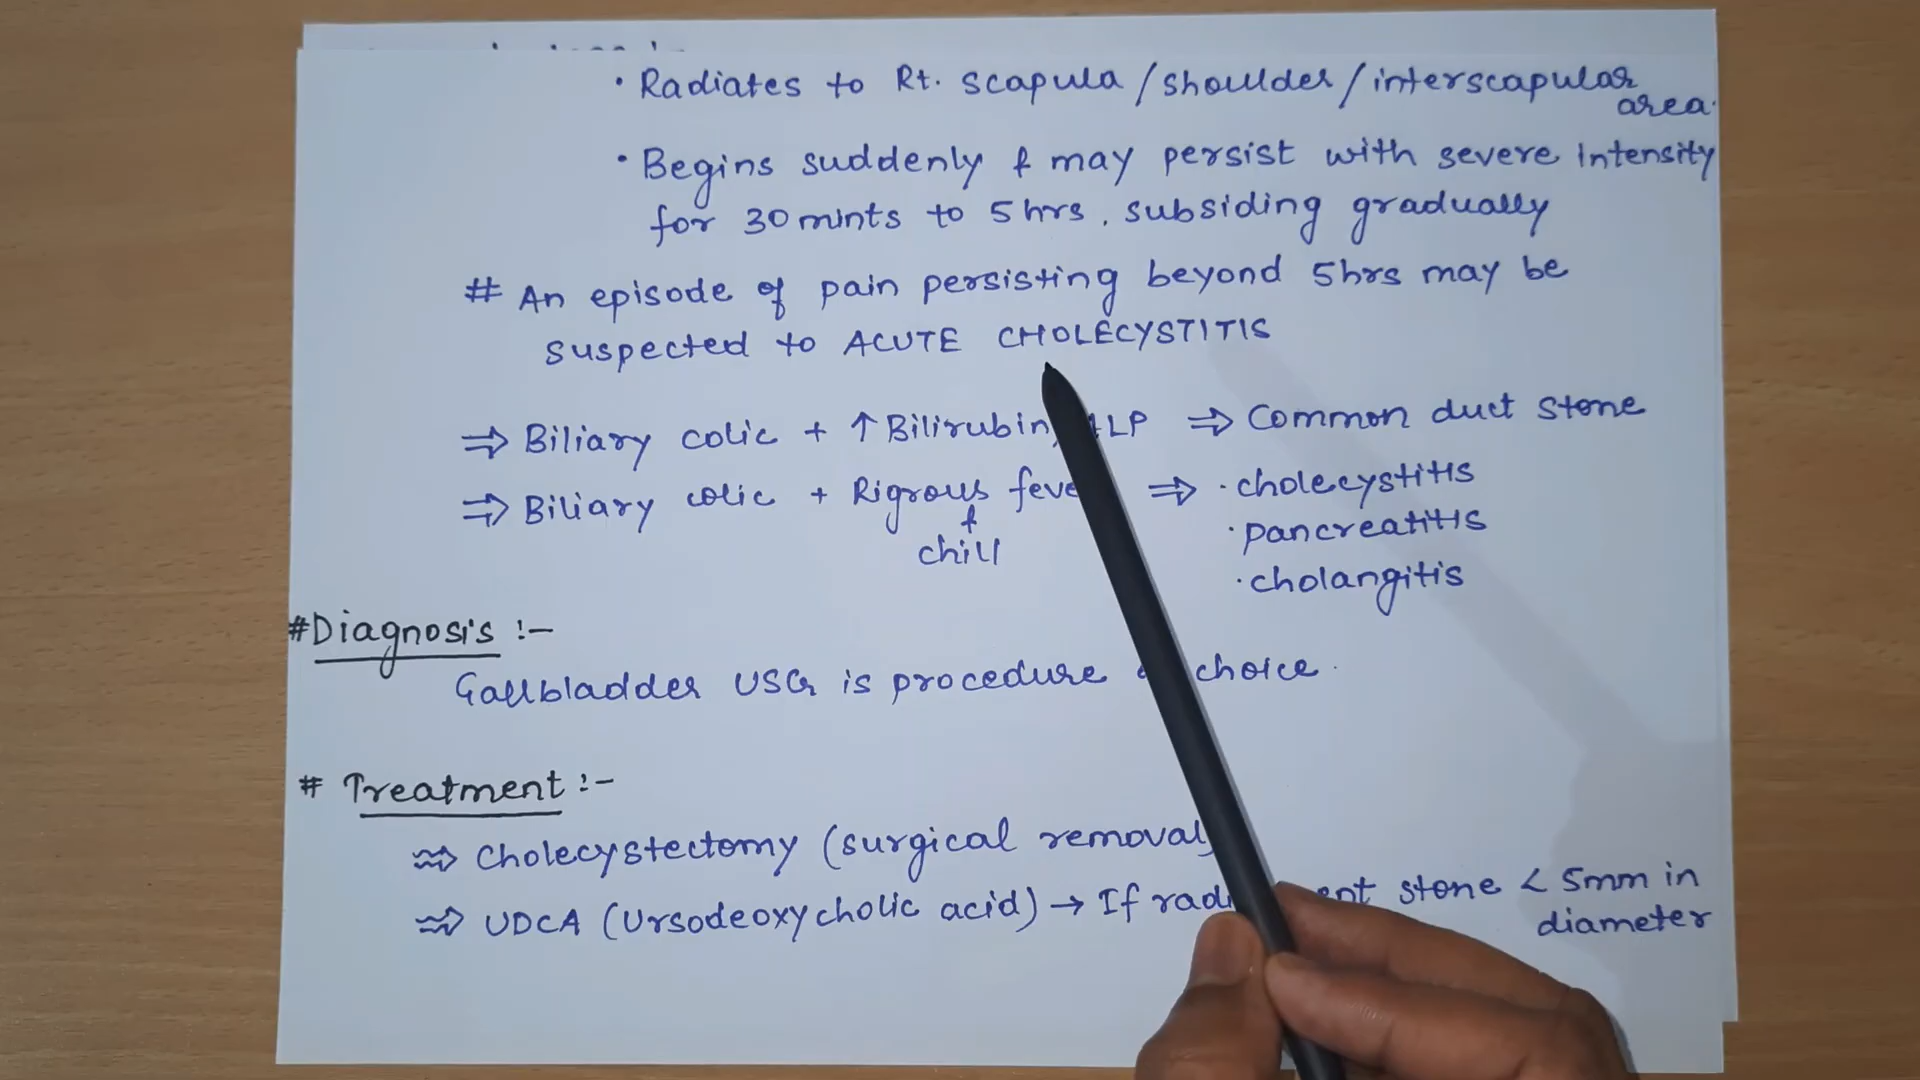 · Radiates to Rt. scapula / shoulder / interscapular area.
· Begins suddenly & may persist with severe intensity
for 30 mints to 5 hrs, subsiding gradually
# An episode of pain persisting beyond 5hrs may be
suspected to ACUTE CHOLECYSTITIS
⇒ Biliary colic + ↑ Bilirubin, LP ⇒ Common duct stone
⇒ Biliary colic + Rigrous feve ⇒ · cholecystitis
&
chill
· pancreatitis
· cholangitis
# Diagnosis :-
Gallbladder USG is procedure choice.
# Treatment :-
⇒ Cholecystectomy (surgical removal
⇒ UDCA (Ursodeoxycholic acid) → If stone < 5mm in
diameter